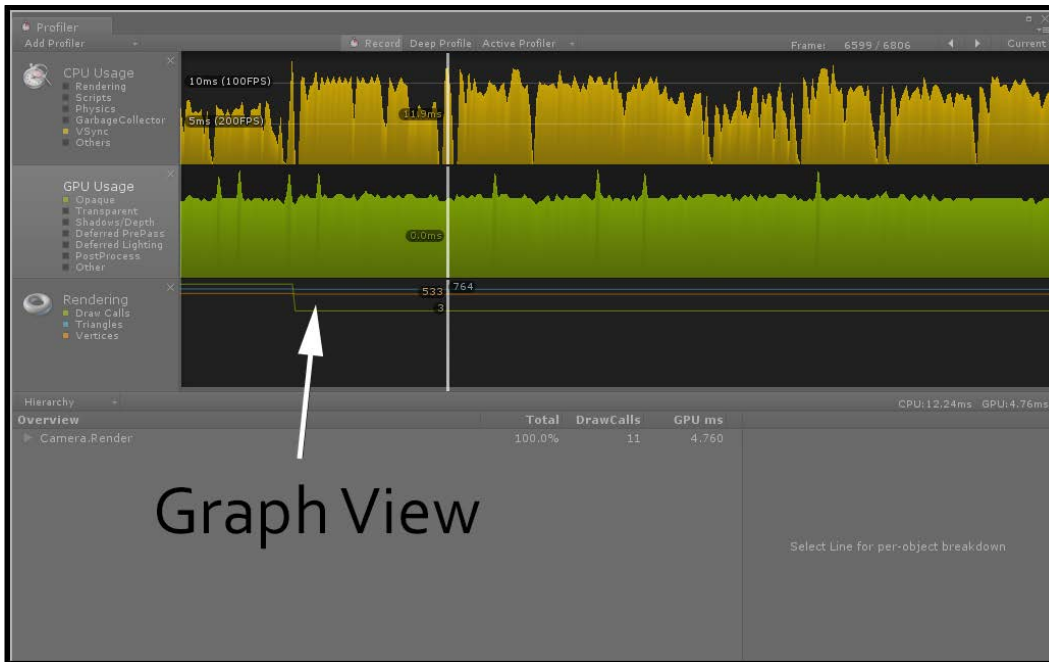 Profiler
Add Profiler
Record Deep Profile Active Profiler
Frame: 6599 / 6806
Current
CPU Usage
Rendering
Scripts
Physics
GarbageCollector
VSync
Others
10ms (100FPS)
5ms (200FPS)
11.9ms
GPU Usage
Opaque
Transparent
Shadows/Depth
Deferred PrePass
Deferred Lighting
PostProcess
Other
0.0ms
Rendering
Draw Calls
Triangles
Vertices
533
764
3
Hierarchy
CPU:12.24ms GPU:4.76ms
Overview Total DrawCalls GPU ms
Camera.Render 100.0% 11 4.760
Graph View
Select Line for per-object breakdown